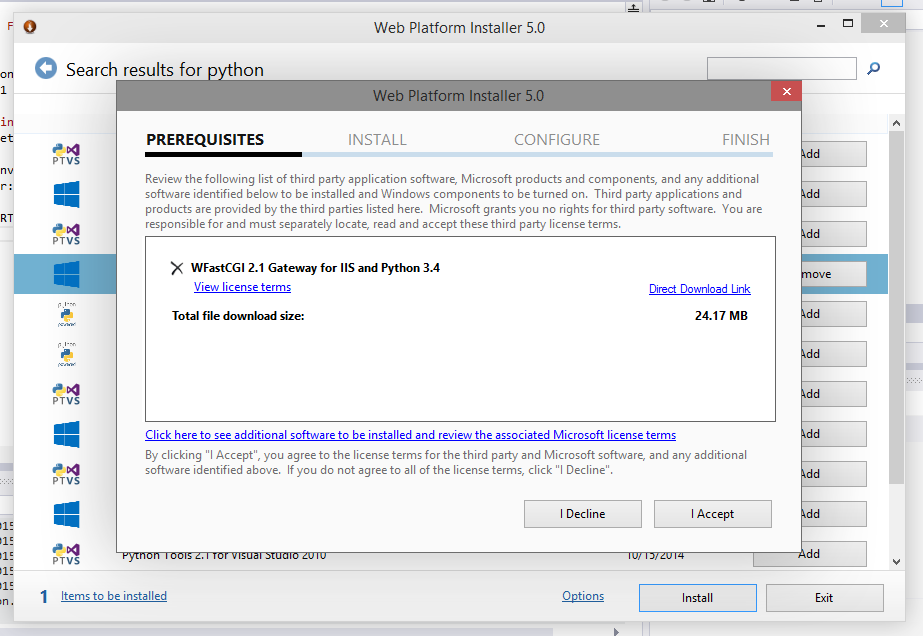 Web Platform Installer 5.0
Search results for python
Web Platform Installer 5.0
PREREQUISITES INSTALL CONFIGURE FINISH
Review the following list of third party application software, Microsoft products and components, and any additional
software identified below to be installed and Windows components to be turned on. Third party applications and
products are provided by the third parties listed here. Microsoft grants you no rights for third party software. You are
responsible for and must separately locate, read and accept these third party license terms.
WFastCGI 2.1 Gateway for IIS and Python 3.4
View license terms
Direct Download Link
Total file download size: 24.17 MB
Click here to see additional software to be installed and review the associated Microsoft license terms
By clicking "I Accept", you agree to the license terms for the third party and Microsoft software, and any additional
software identified above. If you do not agree to all of the license terms, click "I Decline".
I Decline I Accept
PTVS
PTVS
python
python
PTVS
PTVS
PTVS
Add
Add
Add
move
Add
Add
Add
Add
Add
Add
Python Tools 2.1 for Visual Studio 2010 10/15/2014 Add
1 Items to be installed Options Install Exit